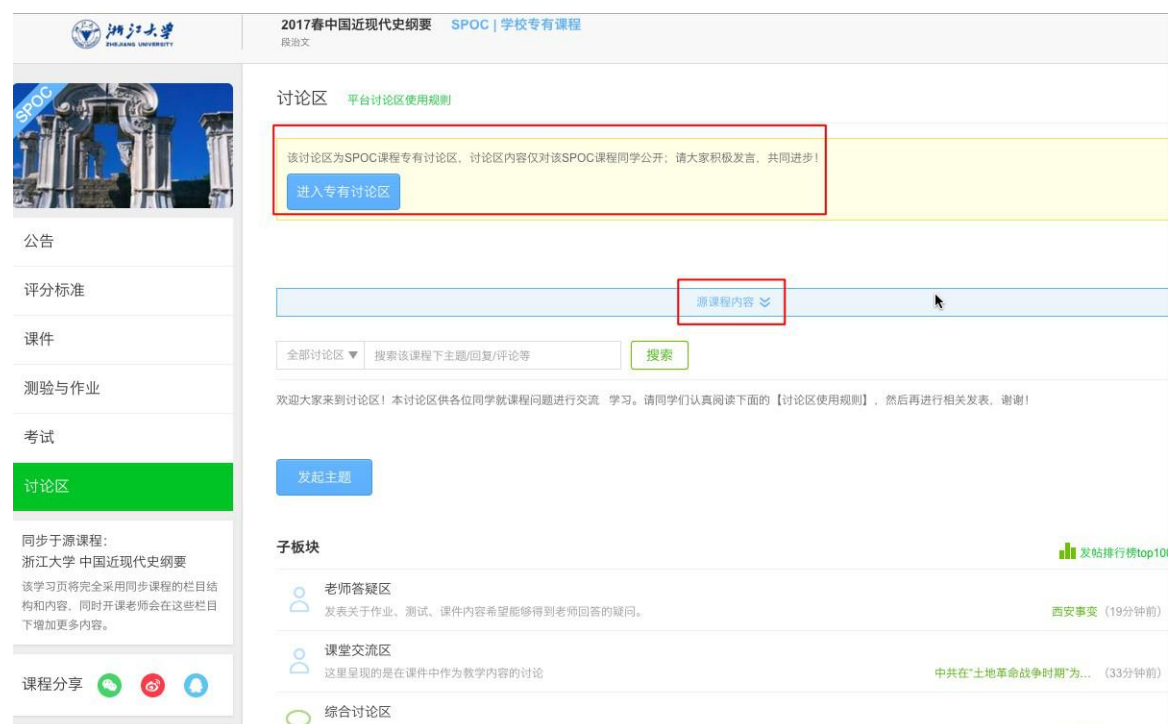 浙江大学
ZHEJIANG UNIVERSITY
2017春中国近现代史纲要 SPOC | 学校专有课程
段治文
SPOC
公告
评分标准
课件
测验与作业
考试
讨论区
同步于源课程:
浙江大学 中国近现代史纲要
该学习页将完全采用同步课程的栏目结
构和内容、同时开课老师会在这些栏目
下增加更多内容。
课程分享
讨论区 平台讨论区使用规则
该讨论区为SPOC课程专有讨论区、讨论区内容仅对该SPOC课程同学公开; 请大家积极发言、共同进步!
进入专有讨论区
源课程内容
全部讨论区 ▼ 搜索该课程下主题/回复/评论等 搜索
欢迎大家来到讨论区! 本讨论区供各位同学就课程问题进行交流 学习。请同学们认真阅读下面的【讨论区使用规则】、然后再进行相关发表、谢谢!
发起主题
子板块 发帖排行榜top100
老师答疑区
发表关于作业、测试、课件内容希望能够得到老师回答的疑问。 西安事变 (19分钟前)
课堂交流区
这里呈现的是在课件中作为教学内容的讨论 中共在“土地革命战争时期”为... (33分钟前)
综合讨论区